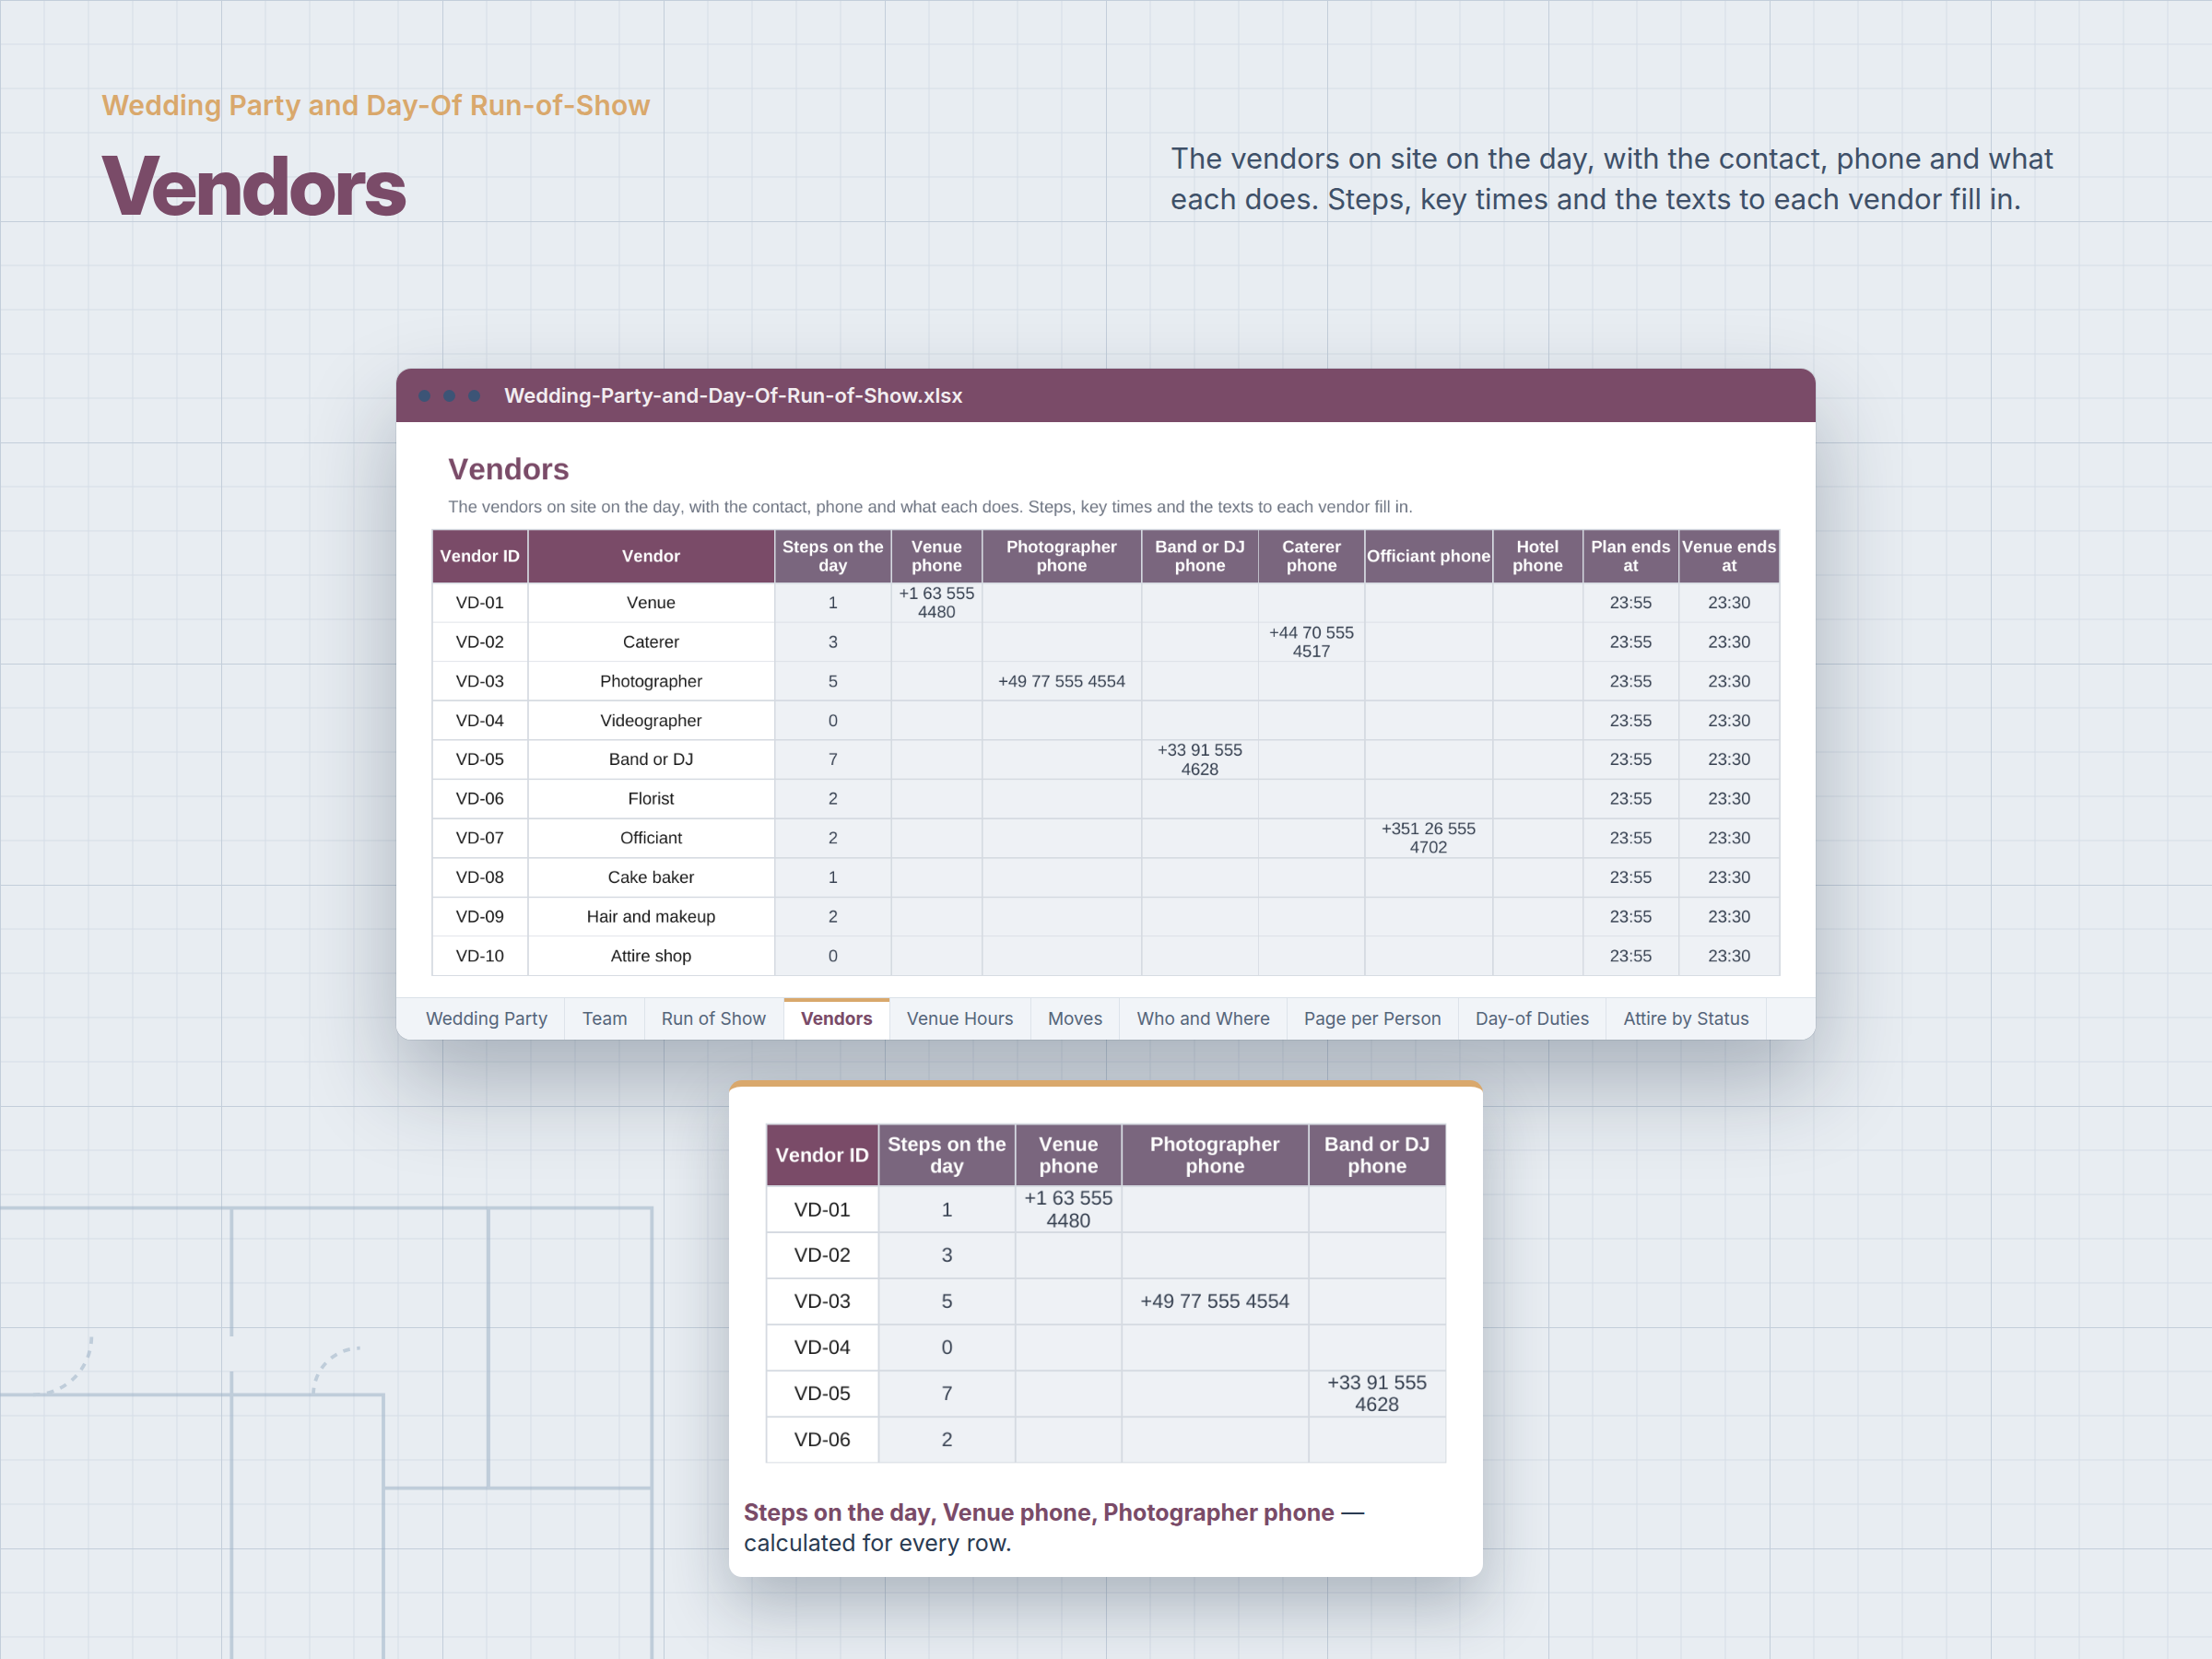 Wedding Party and Day-Of Run-of-Show
Vendors
The vendors on site on the day, with the contact, phone and what
each does. Steps, key times and the texts to each vendor fill in.
Wedding-Party-and-Day-Of-Run-of-Show.xlsx
Vendors
The vendors on site on the day, with the contact, phone and what each does. Steps, key times and the texts to each vendor fill in.
Vendor ID Vendor Steps on the day Venue phone Photographer phone Band or DJ phone Caterer phone Officiant phone Hotel phone Plan ends at Venue ends at
VD-01 Venue 1 +1 63 555 4480 23:55 23:30
VD-02 Caterer 3 +44 70 555 4517 23:55 23:30
VD-03 Photographer 5 +49 77 555 4554 23:55 23:30
VD-04 Videographer 0 23:55 23:30
VD-05 Band or DJ 7 +33 91 555 4628 23:55 23:30
VD-06 Florist 2 23:55 23:30
VD-07 Officiant 2 +351 26 555 4702 23:55 23:30
VD-08 Cake baker 1 23:55 23:30
VD-09 Hair and makeup 2 23:55 23:30
VD-10 Attire shop 0 23:55 23:30
Wedding Party Team Run of Show Vendors Venue Hours Moves Who and Where Page per Person Day-of Duties Attire by Status
Vendor ID Steps on the day Venue phone Photographer phone Band or DJ phone
VD-01 1 +1 63 555 4480
VD-02 3
VD-03 5 +49 77 555 4554
VD-04 0
VD-05 7 +33 91 555 4628
VD-06 2
Steps on the day, Venue phone, Photographer phone —
calculated for every row.